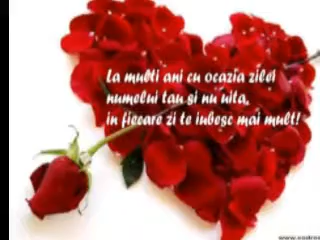 La multi ani cu ocazia zilei
numelui tau si nu uita,
in fiecare zi te iubesc mai mult!